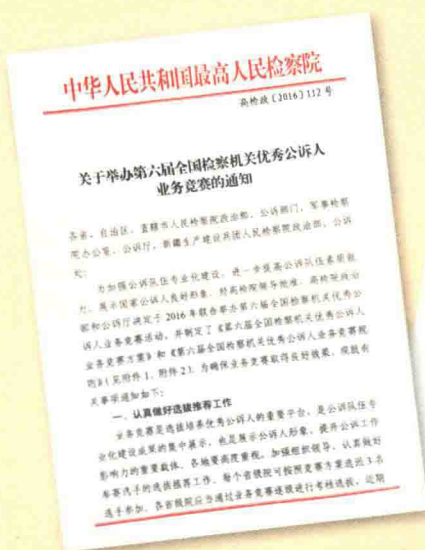 中华人民共和国最高人民检察院
高检政〔2016〕112号
关于举办第六届全国检察机关优秀公诉人
业务竞赛的通知
各省、自治区、直辖市人民检察院政治部、公诉部门,军事检察
院办公室、公诉厅,新疆生产建设兵团人民检察院政治部、公诉
处:
为加强公诉队伍专业化建设,进一步提高公诉队伍素质能
力,展示国家公诉人良好形象,经高检院领导批准,高检院政治
部和公诉厅决定于2016年联合举办第六届全国检察机关优秀公
诉人业务竞赛活动,并制定了《第六届全国检察机关优秀公诉人
业务竞赛方案》和《第六届全国检察机关优秀公诉人业务竞赛规
则》(见附件1、附件2)。为确保业务竞赛取得良好效果,现就有
关事项通知如下:
一、认真做好选拔推荐工作
业务竞赛是选拔培养优秀公诉人的重要平台,是公诉队伍专
业化建设成果的集中展示,也是展示公诉人形象、提升公诉工作
影响力的重要载体。各地要高度重视,加强组织领导,认真做好
参赛选手的选拔推荐工作。每个省级院可按照竞赛方案选派3名
选手参加。各省级院应当通过业务竞赛逐级进行考核选拔,近期